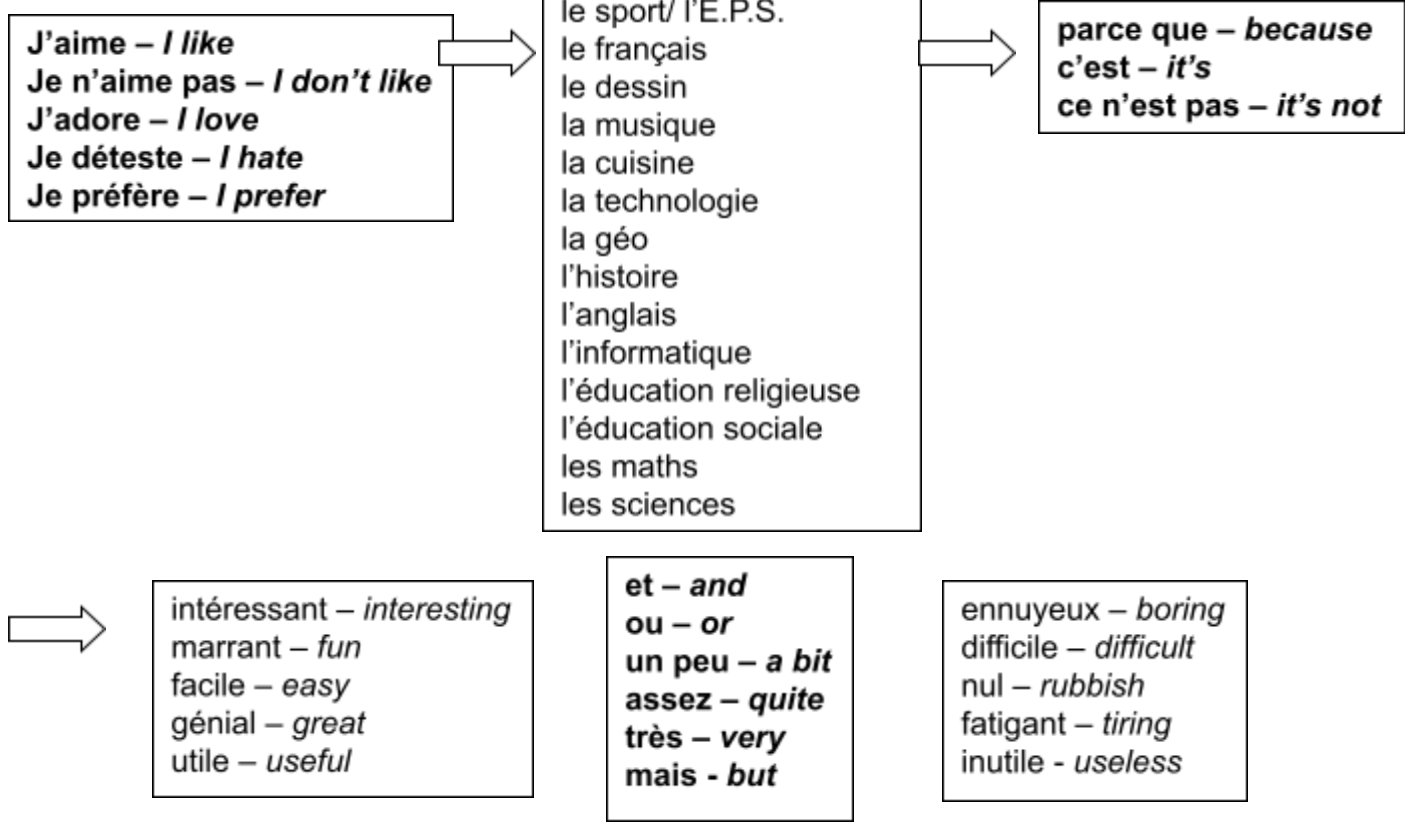 J’aime – I like
Je n’aime pas – I don’t like
J’adore – I love
Je déteste – I hate
Je préfère – I prefer
le sport/ l’E.P.S.
le français
le dessin
la musique
la cuisine
la technologie
la géo
l’histoire
l’anglais
l’informatique
l’éducation religieuse
l’éducation sociale
les maths
les sciences
parce que – because
c’est – it’s
ce n’est pas – it’s not
intéressant – interesting
marrant – fun
facile – easy
génial – great
utile – useful
et – and
ou – or
un peu – a bit
assez – quite
très – very
mais - but
ennuyeux – boring
difficile – difficult
nul – rubbish
fatigant – tiring
inutile - useless